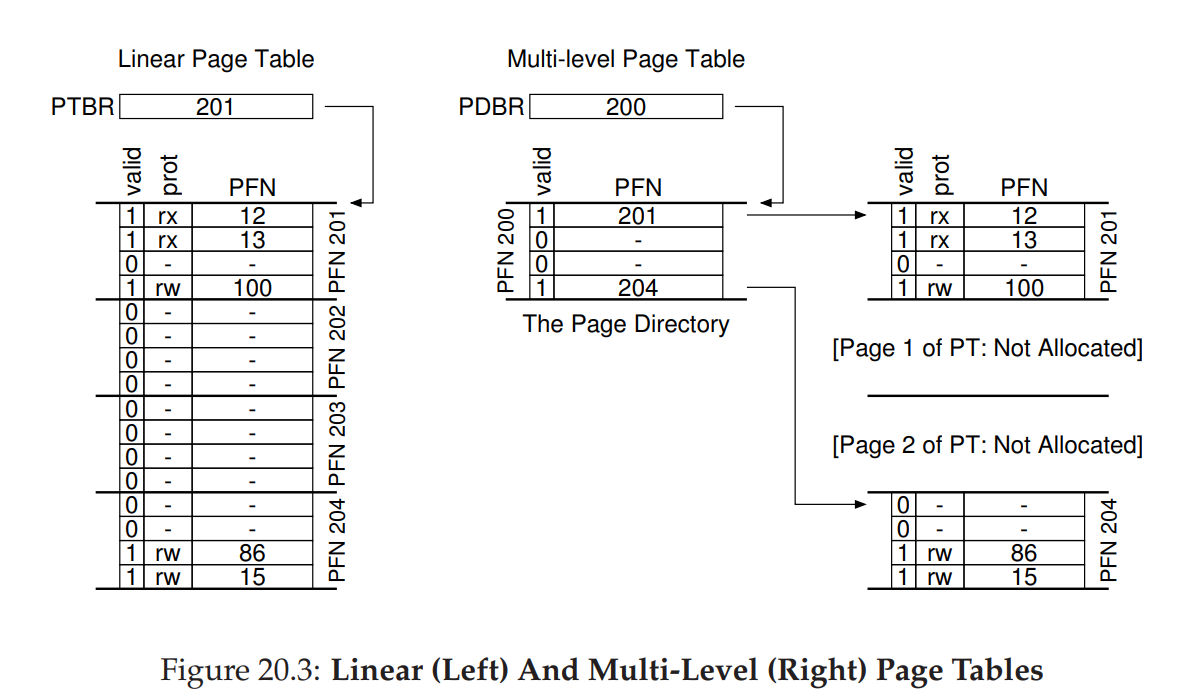 Linear Page Table
PTBR 201
valid prot PFN
1 rx 12
1 rx 13
0 - -
1 rw 100
PFN 201
0 - -
0 - -
0 - -
0 - -
PFN 202
0 - -
0 - -
0 - -
0 - -
PFN 203
0 - -
0 - -
1 rw 86
1 rw 15
PFN 204
Multi-level Page Table
PDBR 200
valid PFN
PFN 200
1 201
0 -
0 -
1 204
The Page Directory
valid prot PFN
1 rx 12
1 rx 13
0 - -
1 rw 100
PFN 201
[Page 1 of PT: Not Allocated]
[Page 2 of PT: Not Allocated]
0 - -
0 - -
1 rw 86
1 rw 15
PFN 204
Figure 20.3: Linear (Left) And Multi-Level (Right) Page Tables